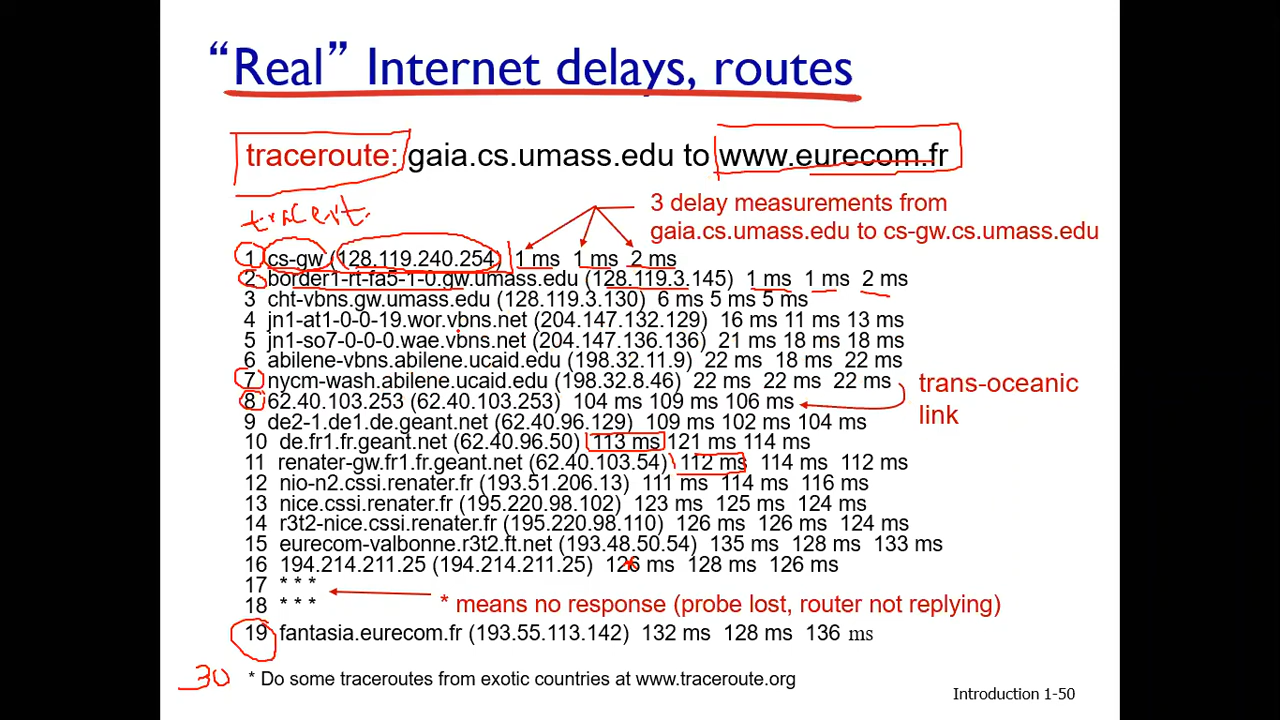 “Real” Internet delays, routes
traceroute: gaia.cs.umass.edu to www.eurecom.fr
tracert.
3 delay measurements from
gaia.cs.umass.edu to cs-gw.cs.umass.edu
1 cs-gw (128.119.240.254) 1 ms 1 ms 2 ms
2 border1-rt-fa5-1-0.gw.umass.edu (128.119.3.145) 1 ms 1 ms 2 ms
3 cht-vbns.gw.umass.edu (128.119.3.130) 6 ms 5 ms 5 ms
4 jn1-at1-0-0-19.wor.vbns.net (204.147.132.129) 16 ms 11 ms 13 ms
5 jn1-so7-0-0-0.wae.vbns.net (204.147.136.136) 21 ms 18 ms 18 ms
6 abilene-vbns.abilene.ucaid.edu (198.32.11.9) 22 ms 18 ms 22 ms
7 nycm-wash.abilene.ucaid.edu (198.32.8.46) 22 ms 22 ms 22 ms
trans-oceanic
link
8 62.40.103.253 (62.40.103.253) 104 ms 109 ms 106 ms
9 de2-1.de1.de.geant.net (62.40.96.129) 109 ms 102 ms 104 ms
10 de.fr1.fr.geant.net (62.40.96.50) 113 ms 121 ms 114 ms
11 renater-gw.fr1.fr.geant.net (62.40.103.54) 112 ms 114 ms 112 ms
12 nio-n2.cssi.renater.fr (193.51.206.13) 111 ms 114 ms 116 ms
13 nice.cssi.renater.fr (195.220.98.102) 123 ms 125 ms 124 ms
14 r3t2-nice.cssi.renater.fr (195.220.98.110) 126 ms 126 ms 124 ms
15 eurecom-valbonne.r3t2.ft.net (193.48.50.54) 135 ms 128 ms 133 ms
16 194.214.211.25 (194.214.211.25) 126 ms 128 ms 126 ms
17 * * *
18 * * *
* means no response (probe lost, router not replying)
19 fantasia.eurecom.fr (193.55.113.142) 132 ms 128 ms 136 ms
30
* Do some traceroutes from exotic countries at www.traceroute.org
Introduction 1-50